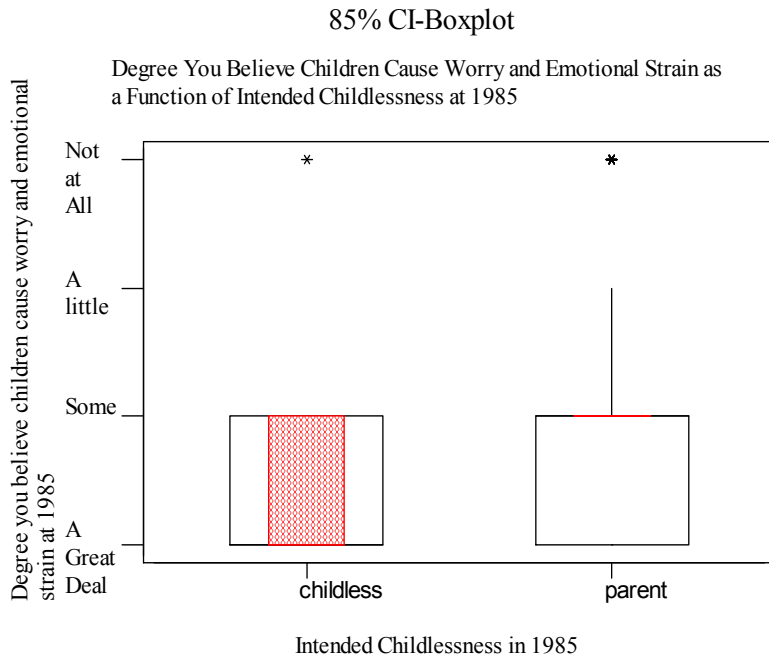 85% CI-Boxplot
Degree You Believe Children Cause Worry and Emotional Strain as
a Function of Intended Childlessness at 1985
Degree you believe children cause worry and emotional
strain at 1985
Not
at
All
A
little
Some
A
Great
Deal
childless
parent
Intended Childlessness in 1985